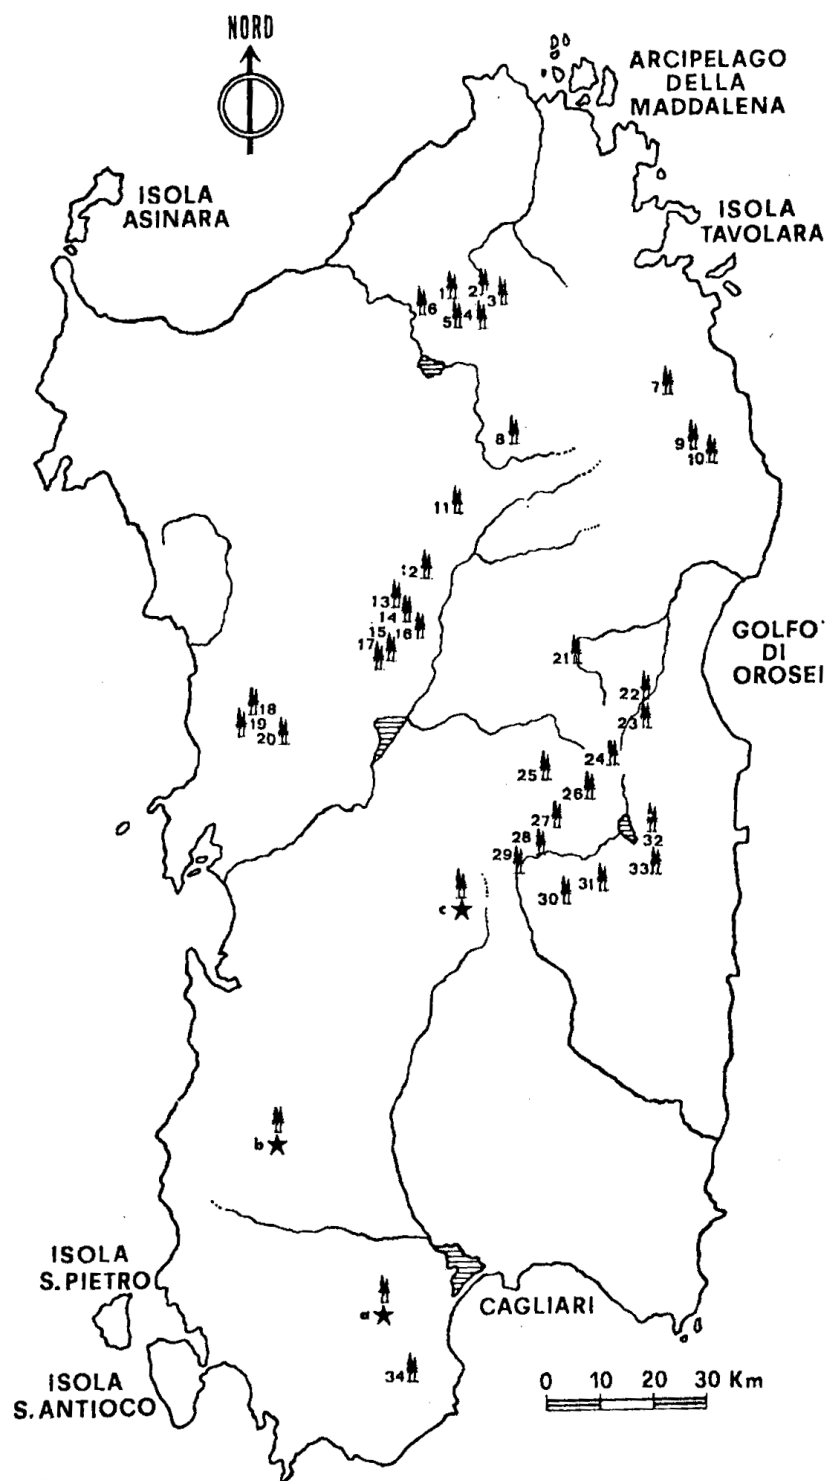 NORD
ARCIPELAGO
DELLA
MADDALENA
ISOLA
ASINARA
ISOLA
TAVOLARA
1
2
3
6
5
4
7
8
9
10
11
12
13
14
15
16
17
GOLFO
DI
OROSEI
21
22
18
19
20
23
24
25
26
27
28
32
29
33
30
31
c
b
ISOLA
S. PIETRO
CAGLIARI
a
34
ISOLA
S. ANTIOCO
0 10 20 30 Km